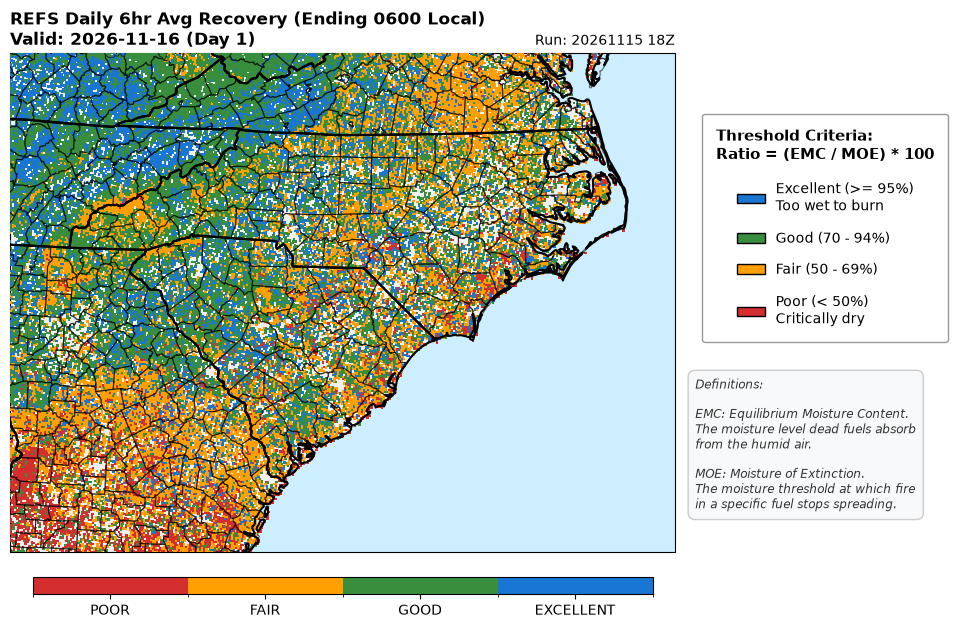 REFS Daily 6hr Avg Recovery (Ending 0600 Local)
Valid: 2026-11-16 (Day 1)
Run: 20261115 18Z
Threshold Criteria:
Ratio = (EMC / MOE) * 100
Excellent (>= 95%)
Too wet to burn
Good (70 - 94%)
Fair (50 - 69%)
Poor (< 50%)
Critically dry
Definitions:
EMC: Equilibrium Moisture Content.
The moisture level dead fuels absorb
from the humid air.
MOE: Moisture of Extinction.
The moisture threshold at which fire
in a specific fuel stops spreading.
POOR
FAIR
GOOD
EXCELLENT